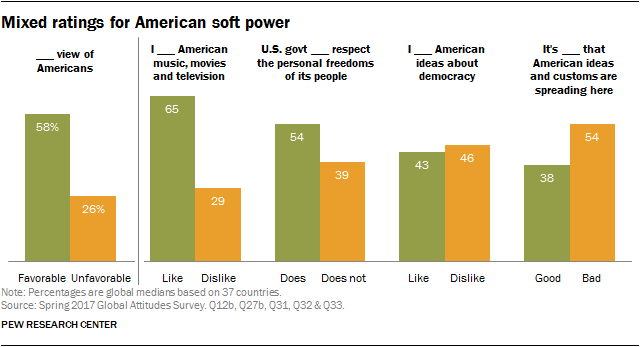 Mixed ratings for American soft power
___ view of
Americans
I ___ American
music, movies
and television
U.S. govt ___ respect
the personal freedoms
of its people
I ___ American
ideas about
democracy
It's ___ that
American ideas
and customs are
spreading here
58%
26%
65
29
54
39
43
46
38
54
Favorable Unfavorable
Like Dislike
Does Does not
Like Dislike
Good Bad
Note: Percentages are global medians based on 37 countries.
Source: Spring 2017 Global Attitudes Survey. Q12b, Q27b, Q31, Q32 & Q33.
PEW RESEARCH CENTER